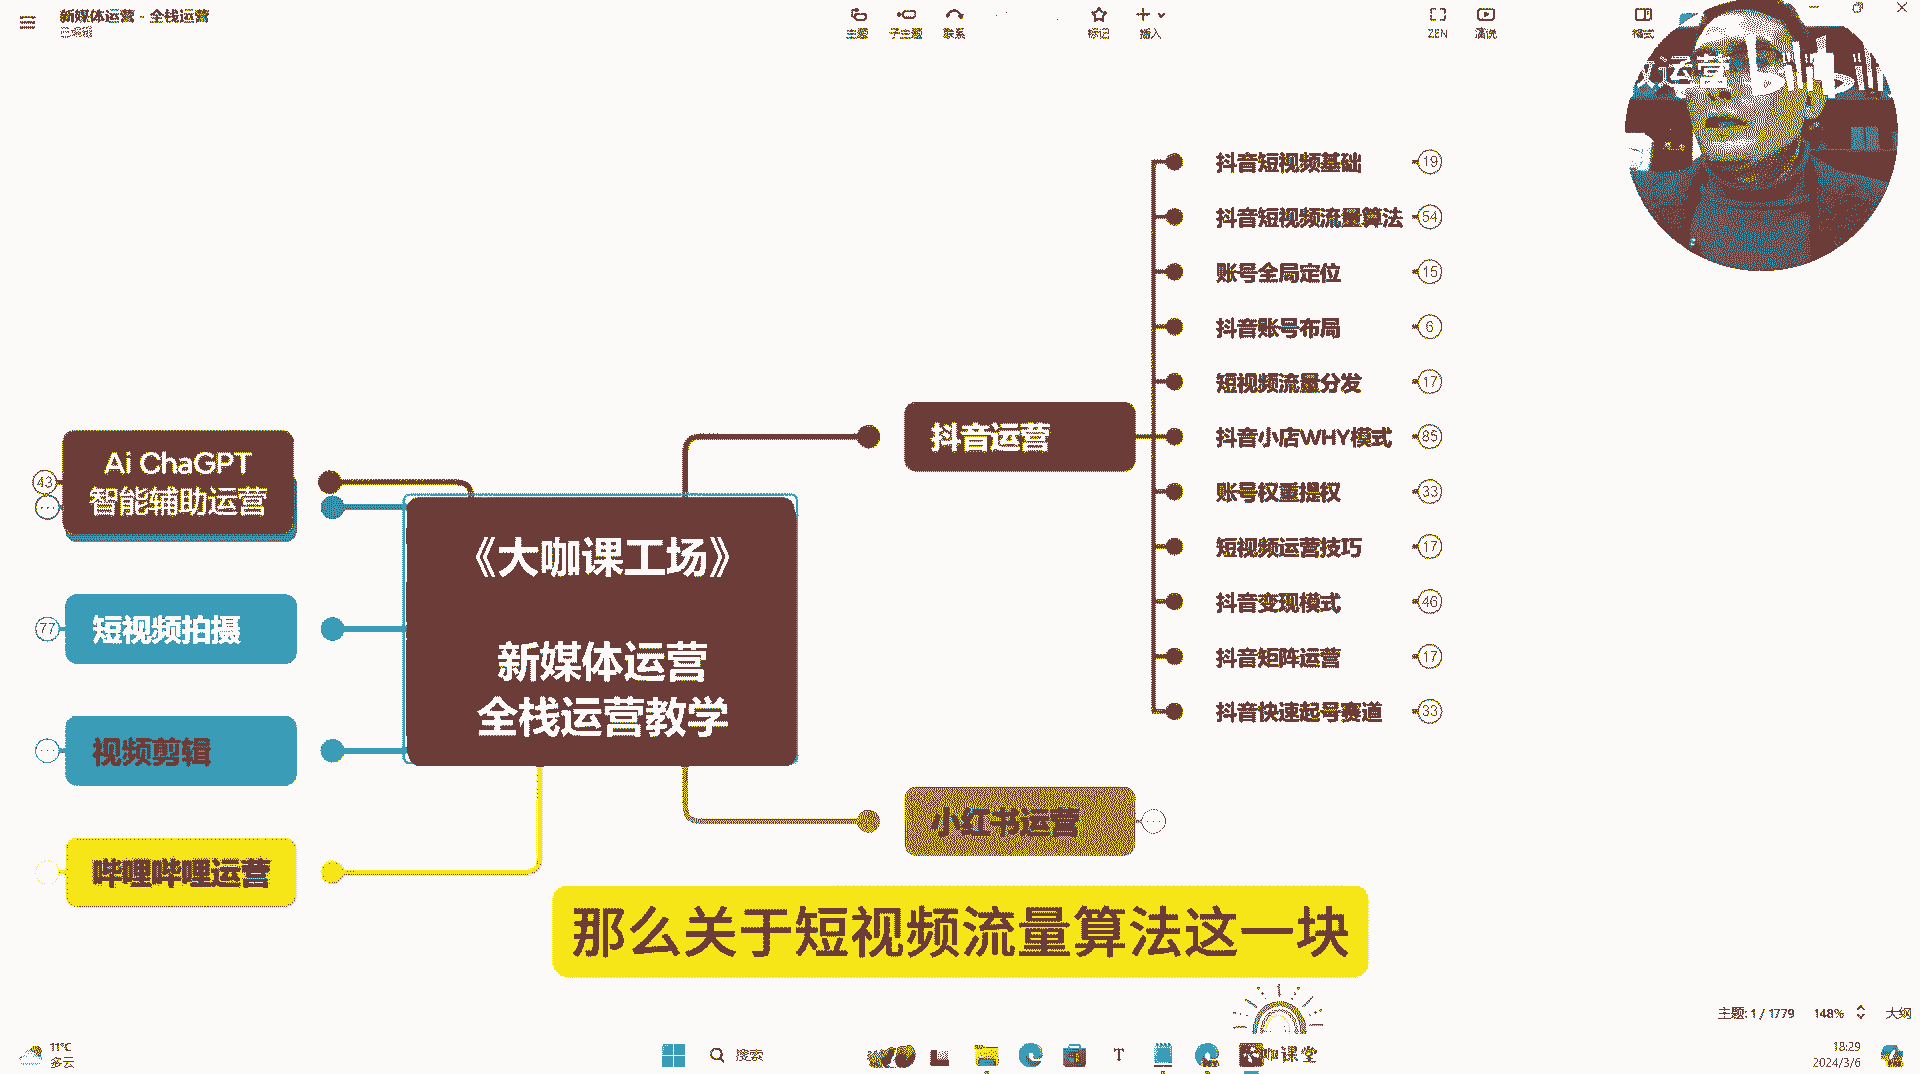 新媒体运营 - 全栈运营
已编辑
主题
子主题
联系
标记
插入
ZEN
演说
格式
运营
抖音短视频基础
19
抖音短视频流量算法
54
账号全局定位
15
抖音账号布局
6
短视频流量分发
17
抖音运营
抖音小店WHY模式
85
账号权重提权
33
短视频运营技巧
17
抖音变现模式
46
抖音矩阵运营
17
抖音快速起号赛道
33
Ai ChaGPT
智能辅助运营
43
短视频拍摄
77
视频剪辑
哔哩哔哩运营
《大咖课工场》
新媒体运营
全栈运营教学
小红书运营
那么关于短视频流量算法这一块
主题: 1 / 1779
148%
大纲
11°C
多云
搜索
咖课堂
18:29
2024/3/6